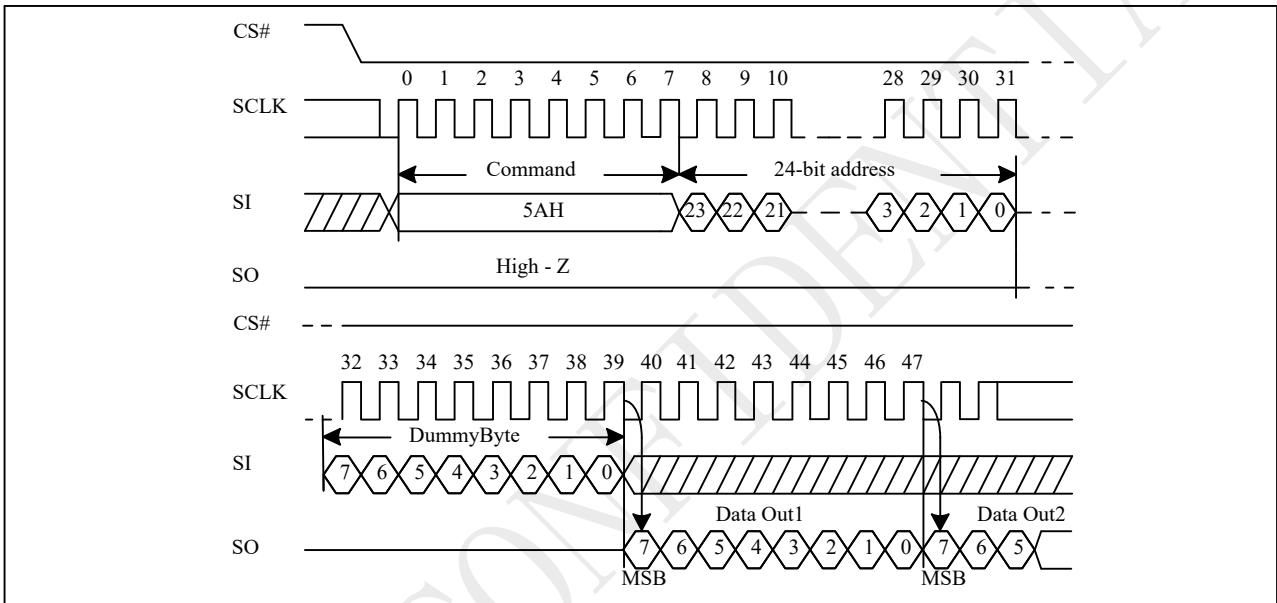 CS#
0 1 2 3 4 5 6 7 8 9 10 28 29 30 31
SCLK
Command 24-bit address
SI 5AH 23 22 21 3 2 1 0
High - Z
SO
CS#
32 33 34 35 36 37 38 39 40 41 42 43 44 45 46 47
SCLK
DummyByte
SI 7 6 5 4 3 2 1 0
Data Out1 Data Out2
SO 7 6 5 4 3 2 1 0 7 6 5
MSB MSB